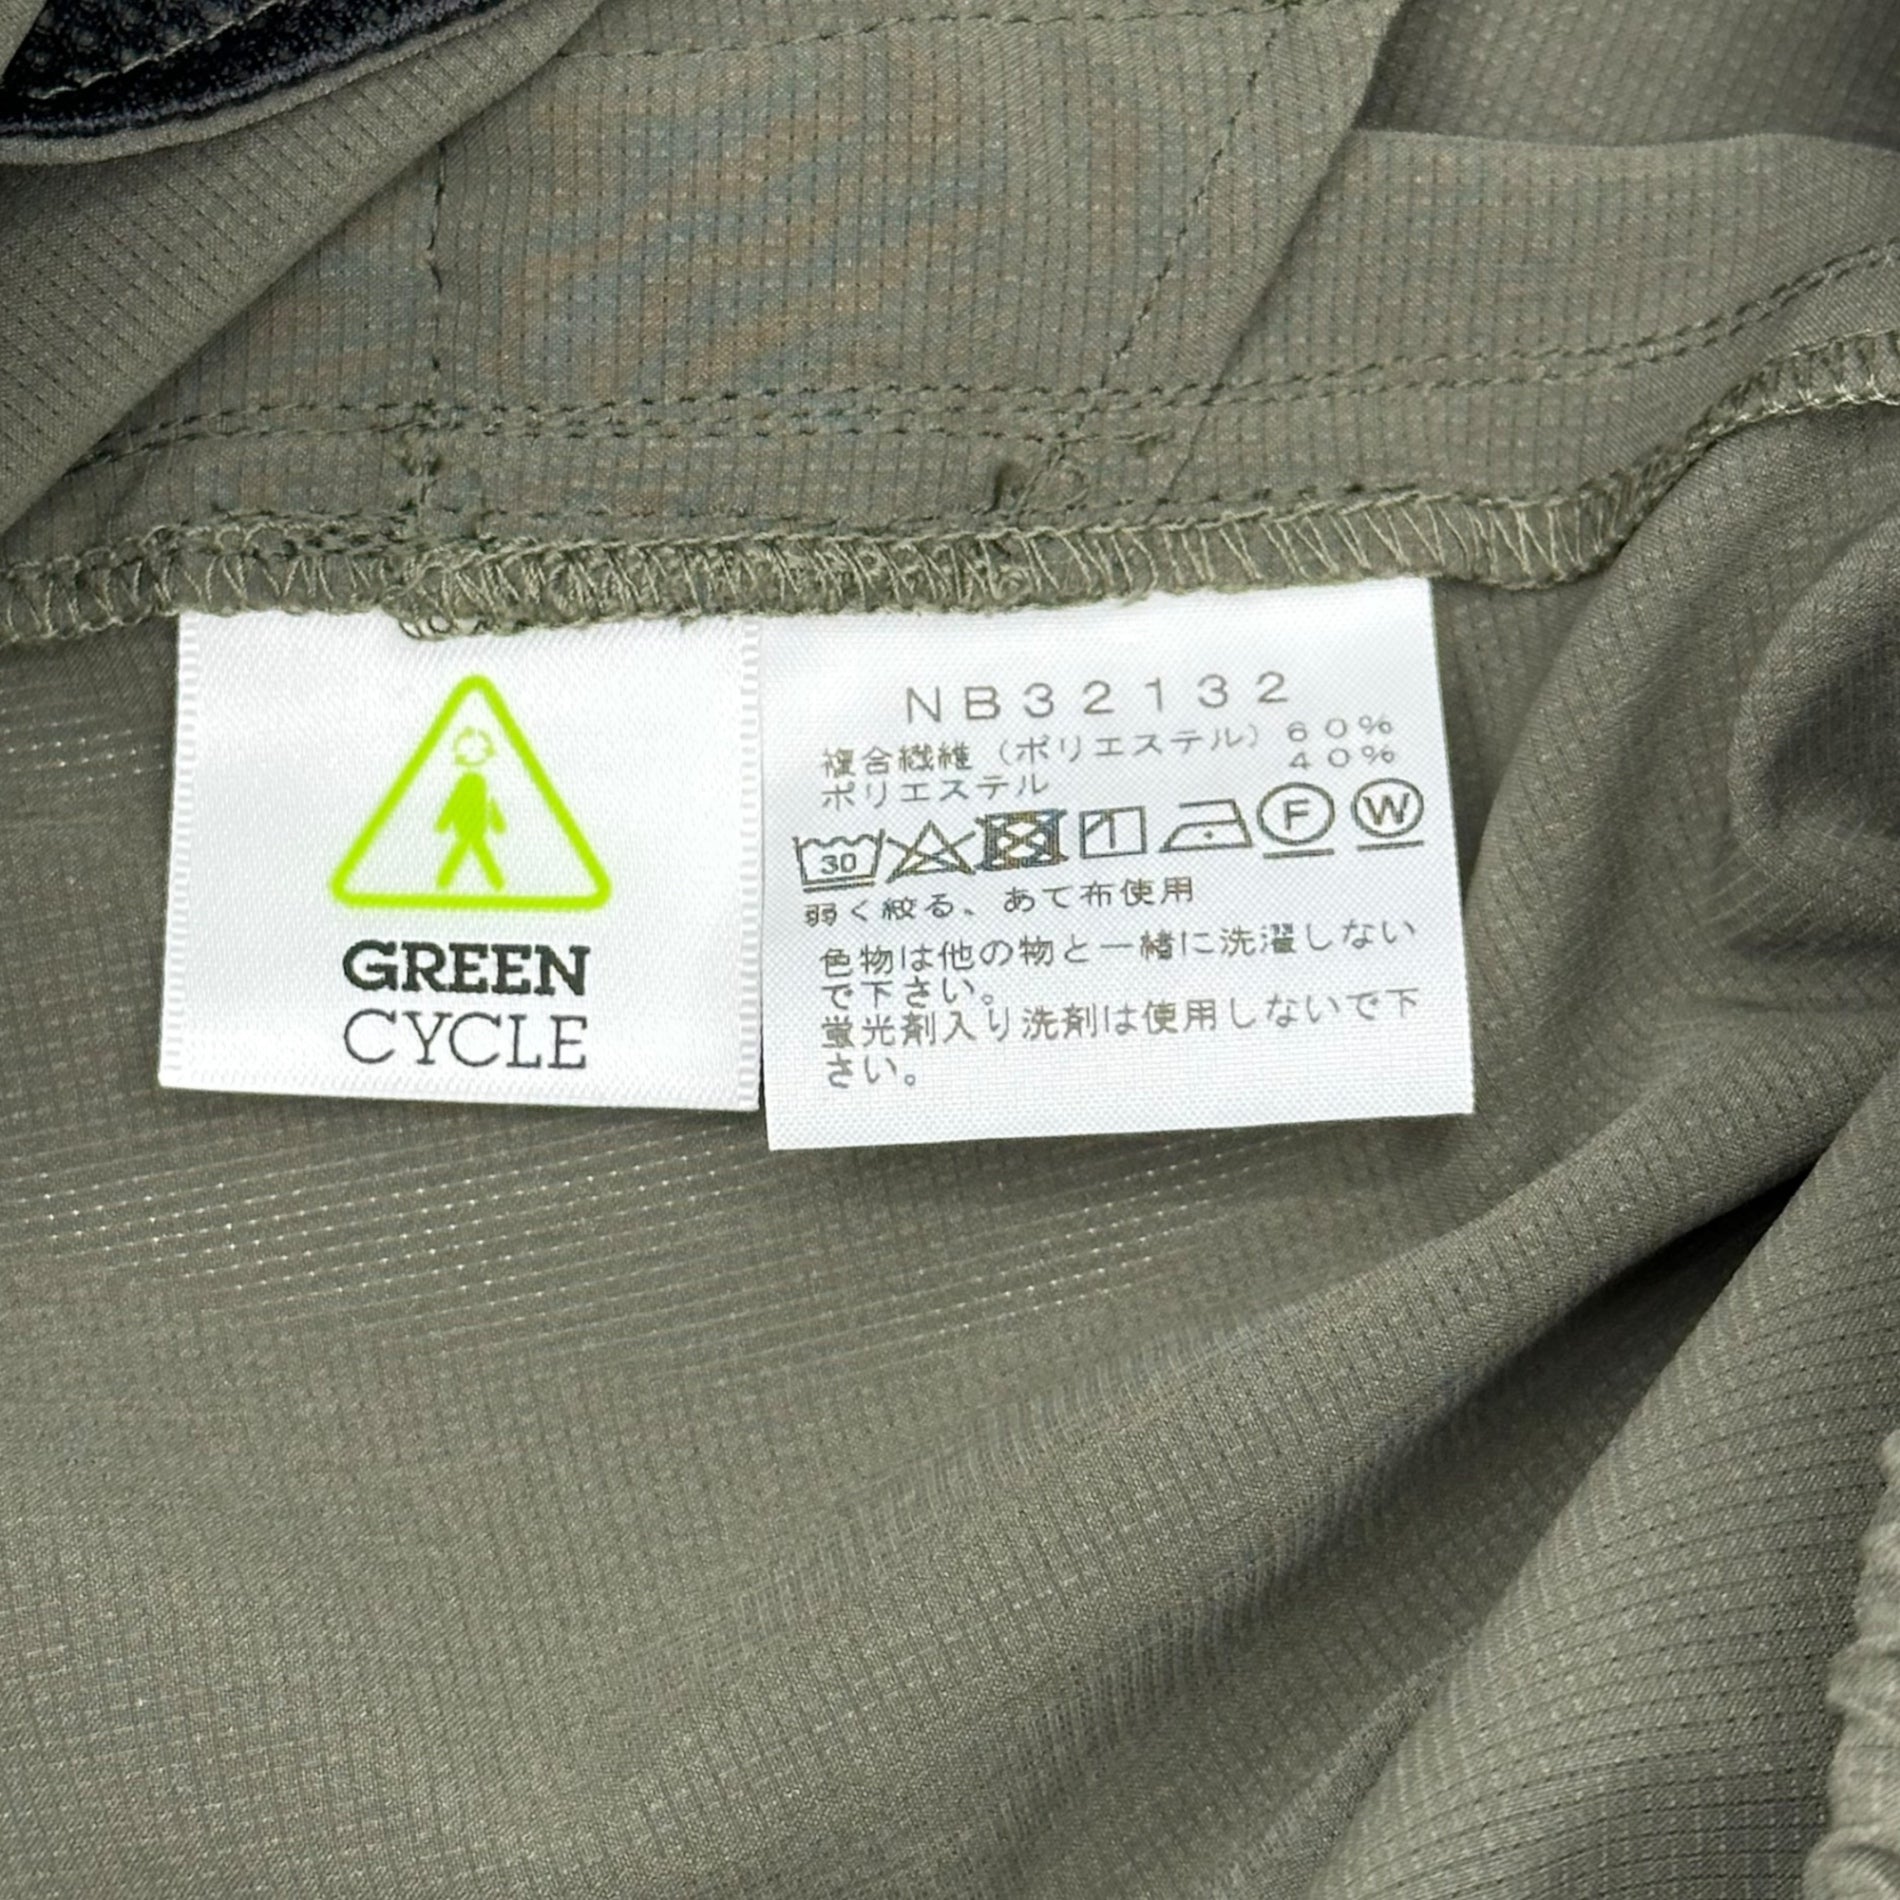 GREEN
CYCLE
NB32132
複合繊維（ポリエステル） 60%
ポリエステル 40%
30
F
W
弱く絞る、あて布使用
色物は他の物と一緒に洗濯しない
で下さい。
蛍光剤入り洗剤は使用しないで下
さい。